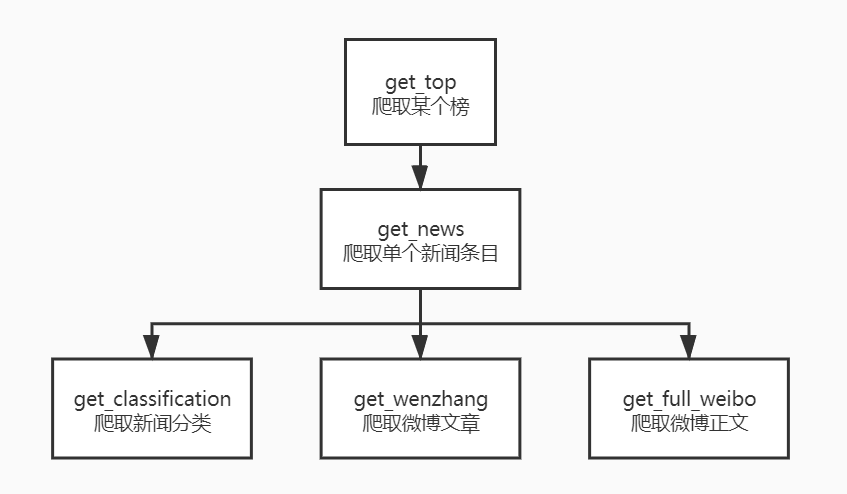 get_top
爬取某个榜
get_news
爬取单个新闻条目
get_classification
爬取新闻分类
get_wenzhang
爬取微博文章
get_full_weibo
爬取微博正文